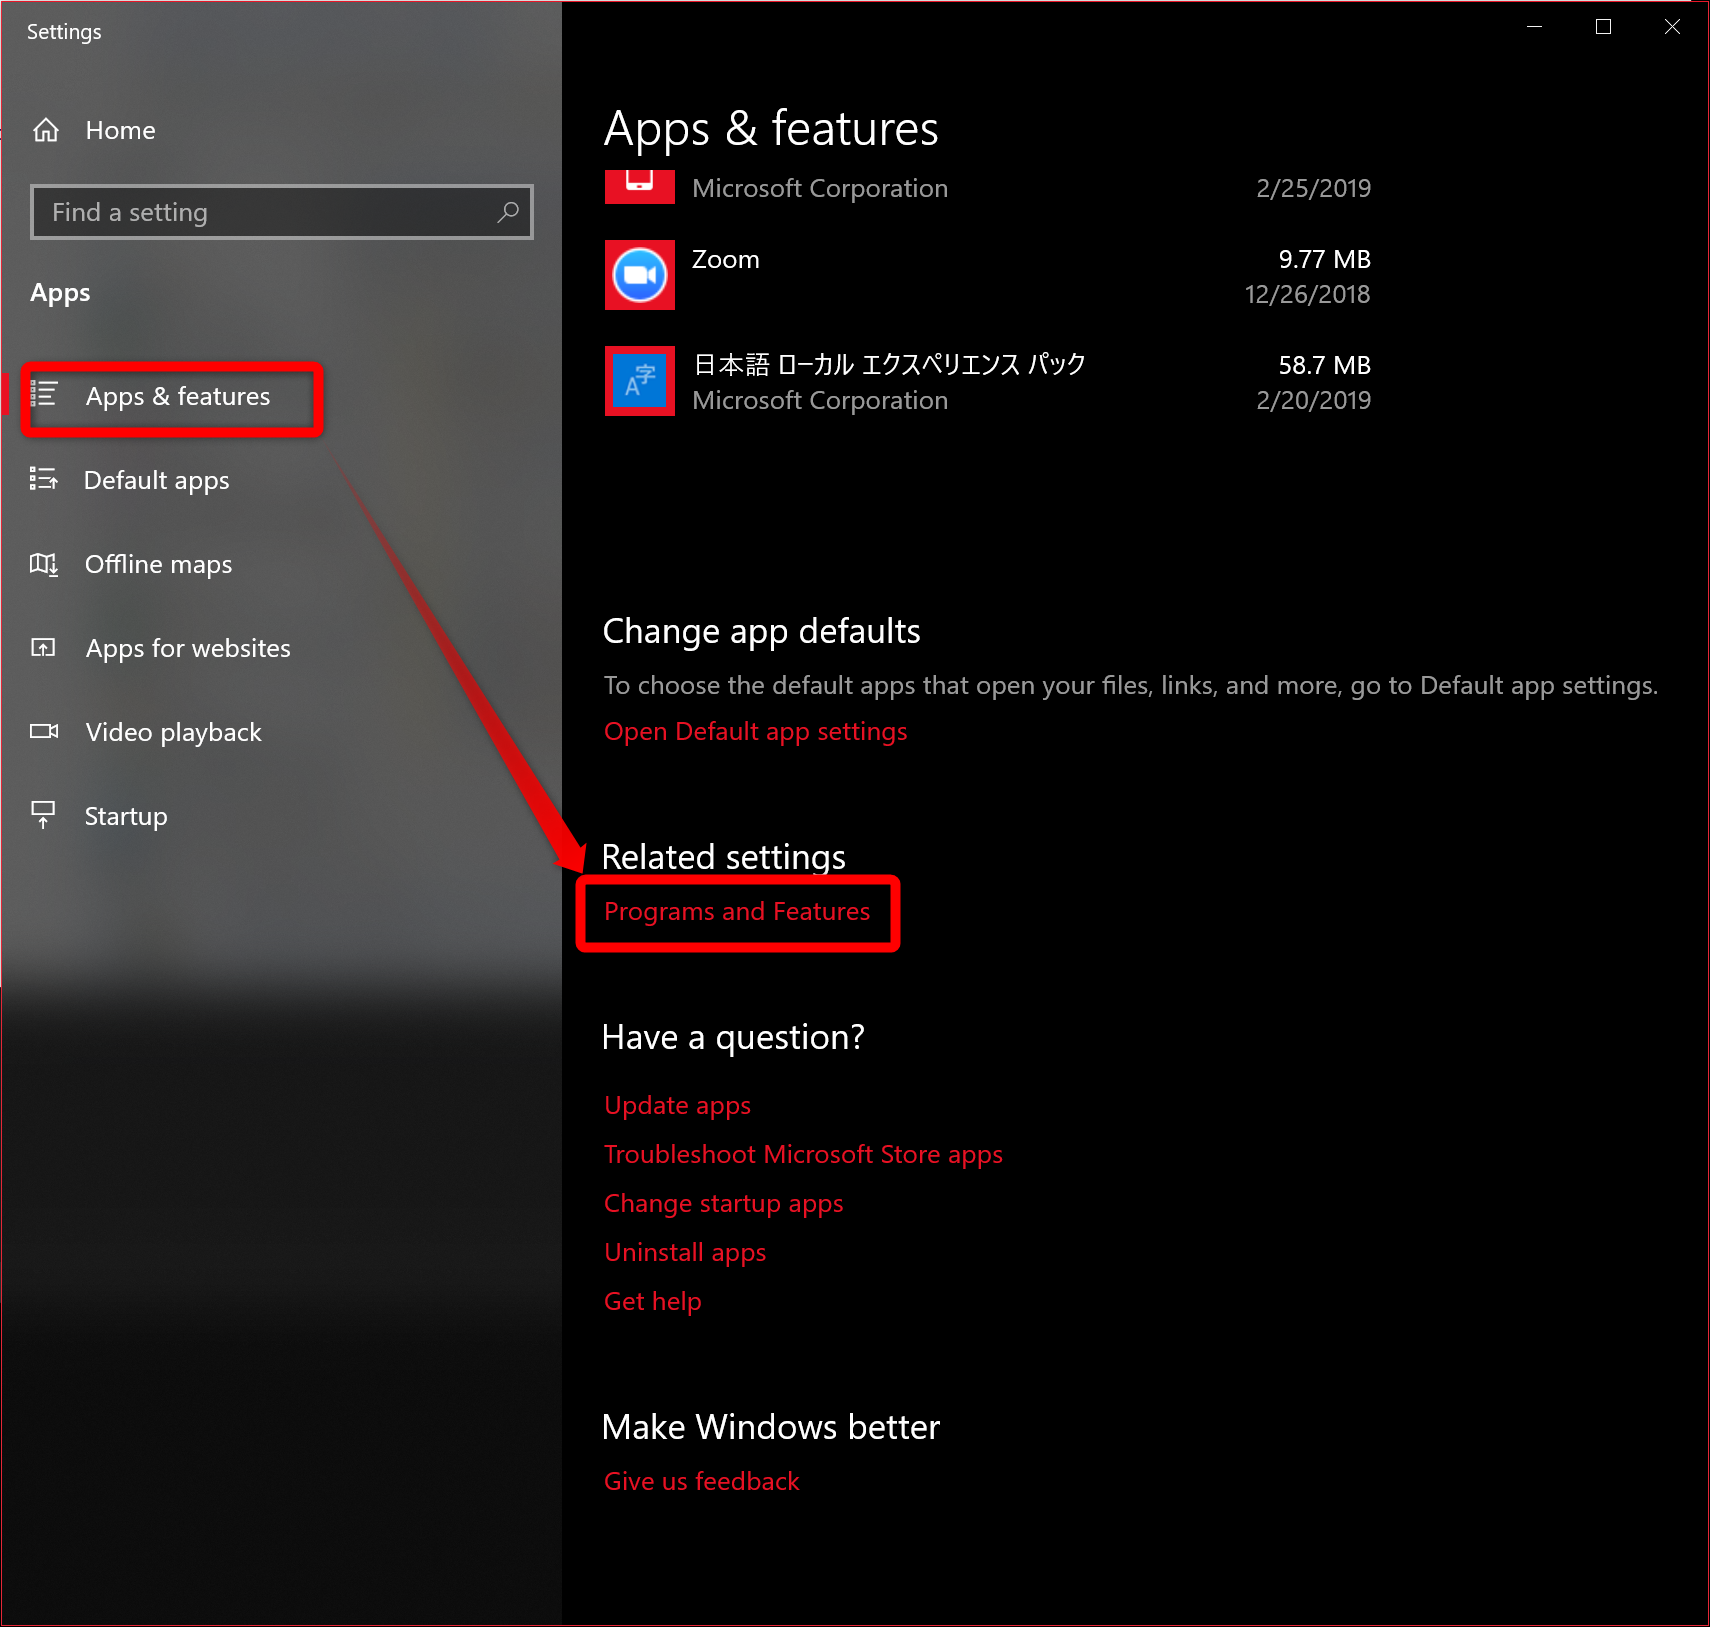 Settings
Home
Find a setting
Apps
Apps & features
Default apps
Offline maps
Apps for websites
Video playback
Startup
Apps & features
Microsoft Corporation 2/25/2019
Zoom 9.77 MB
12/26/2018
日本語 ローカル エクスペリエンス パック 58.7 MB
Microsoft Corporation 2/20/2019
Change app defaults
To choose the default apps that open your files, links, and more, go to Default app settings.
Open Default app settings
Related settings
Programs and Features
Have a question?
Update apps
Troubleshoot Microsoft Store apps
Change startup apps
Uninstall apps
Get help
Make Windows better
Give us feedback